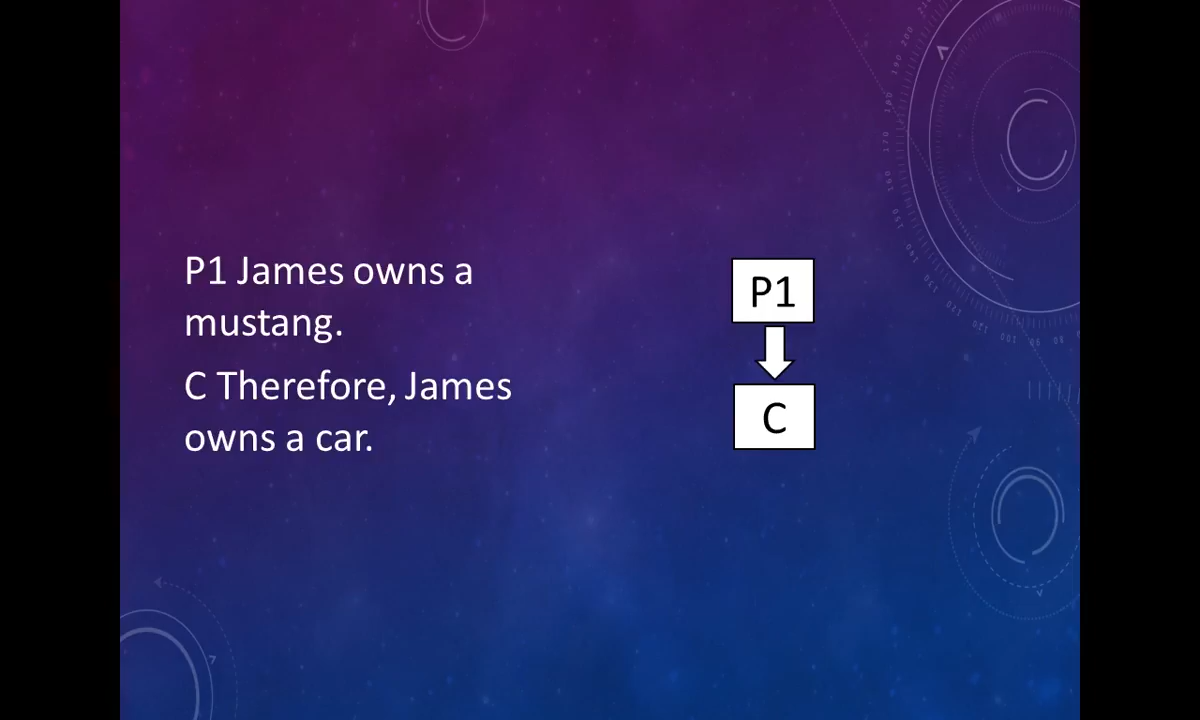 P1 James owns a
mustang.
C Therefore, James
owns a car.
P1
C